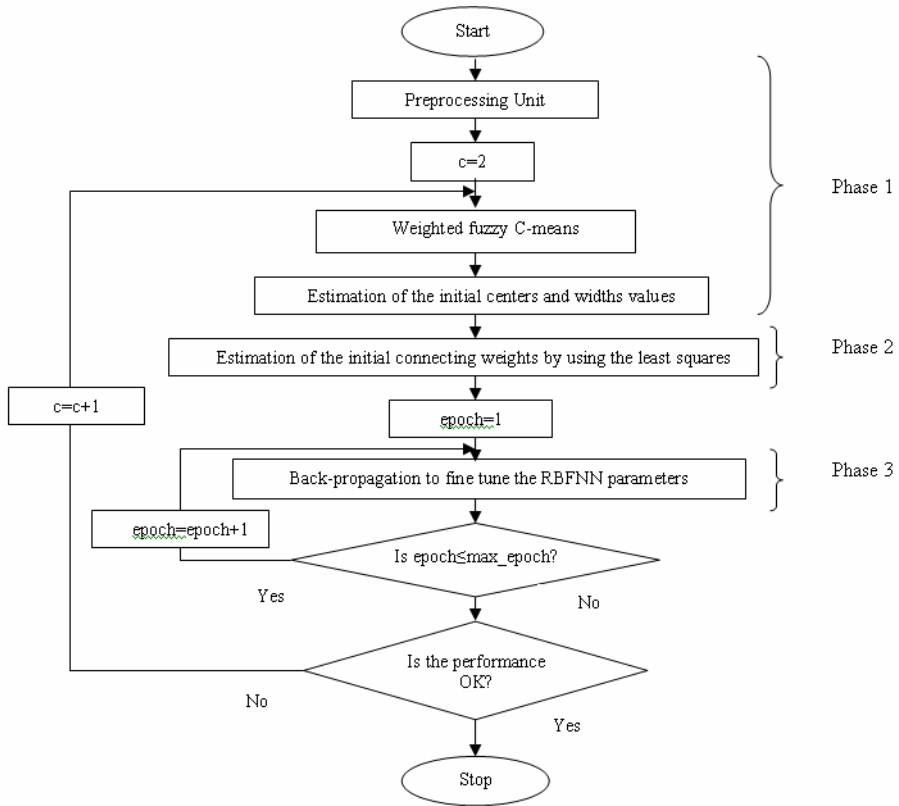 Start
Preprocessing Unit
c=2
Phase 1
Weighted fuzzy C-means
Estimation of the initial centers and widths values
Estimation of the initial connecting weights by using the least squares
Phase 2
c=c+1
epoch=1
Back-propagation to fine tune the RBFNN parameters
Phase 3
epoch=epoch+1
Is epoch≤max_epoch?
Yes
No
Is the performance
OK?
No
Yes
Stop